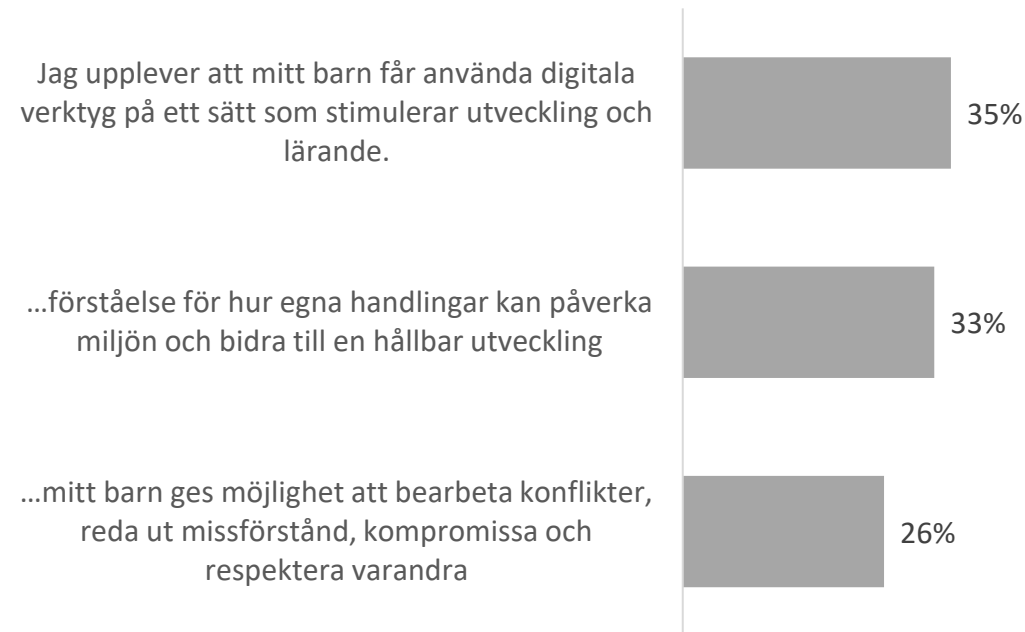 Jag upplever att mitt barn får använda digitala
verktyg på ett sätt som stimulerar utveckling och
lärande.
35%
…förståelse för hur egna handlingar kan påverka
miljön och bidra till en hållbar utveckling
33%
…mitt barn ges möjlighet att bearbeta konflikter,
reda ut missförstånd, kompromissa och
respektera varandra
26%